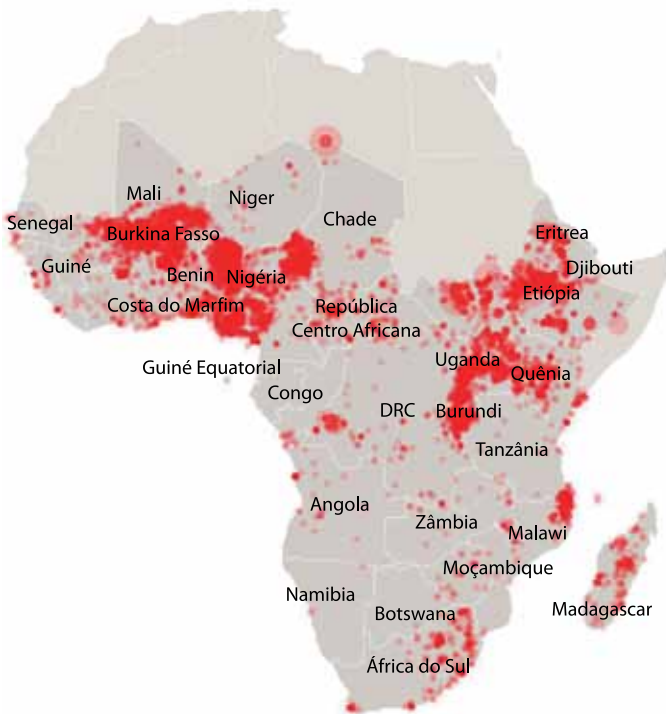 Mali
Niger
Chade
Senegal
Burkina Fasso
Eritrea
Guiné
Benin
Nigéria
Djibouti
Etiópia
Costa do Marfim
República
Centro Africana
Guiné Equatorial
Uganda
Quênia
Congo
DRC
Burundi
Tanzânia
Angola
Zâmbia
Malawi
Moçambique
Namibia
Botswana
Madagascar
África do Sul